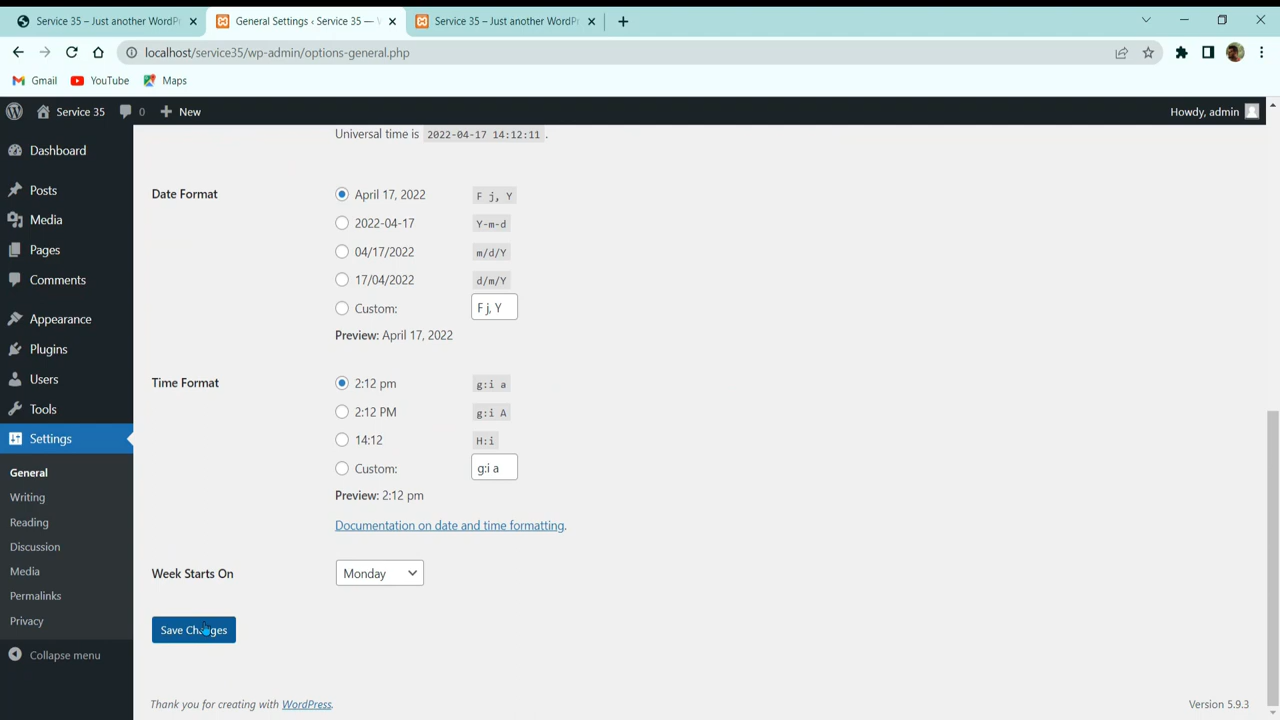 Service 35 – Just another WordPr
General Settings ‹ Service 35 — W
Service 35 – Just another WordPr
localhost/service35/wp-admin/options-general.php
Gmail
YouTube
Maps
Service 35
0
New
Howdy, admin
Dashboard
Posts
Media
Pages
Comments
Appearance
Plugins
Users
Tools
Settings
General
Writing
Reading
Discussion
Media
Permalinks
Privacy
Collapse menu
Universal time is 2022-04-17 14:12:11 .
Date Format
April 17, 2022 F j, Y
2022-04-17 Y-m-d
04/17/2022 m/d/Y
17/04/2022 d/m/Y
Custom: F j, Y
Preview: April 17, 2022
Time Format
2:12 pm g:i a
2:12 PM g:i A
14:12 H:i
Custom: g:i a
Preview: 2:12 pm
Documentation on date and time formatting.
Week Starts On Monday
Save Changes
Thank you for creating with WordPress.
Version 5.9.3